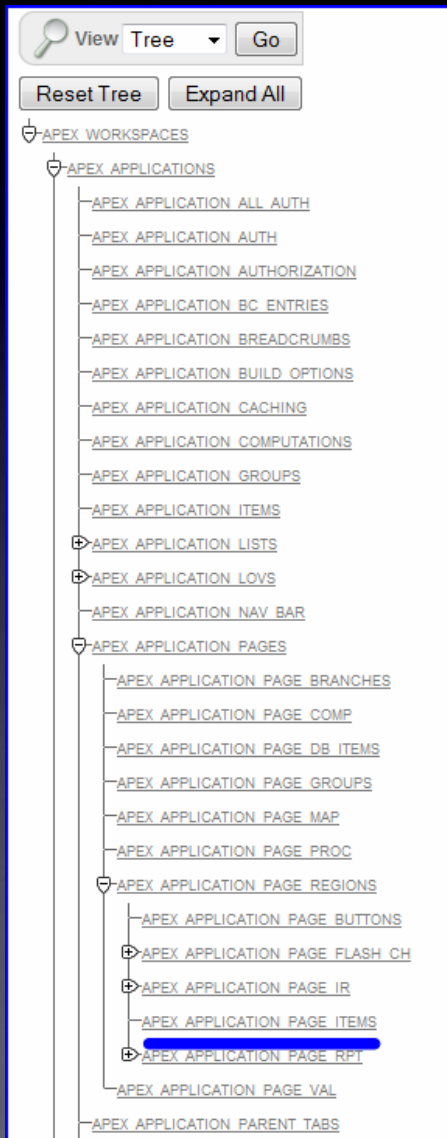 View Tree Go
Reset Tree Expand All
APEX WORKSPACES
APEX APPLICATIONS
APEX APPLICATION ALL AUTH
APEX APPLICATION AUTH
APEX APPLICATION AUTHORIZATION
APEX APPLICATION BC ENTRIES
APEX APPLICATION BREADCRUMBS
APEX APPLICATION BUILD OPTIONS
APEX APPLICATION CACHING
APEX APPLICATION COMPUTATIONS
APEX APPLICATION GROUPS
APEX APPLICATION ITEMS
APEX APPLICATION LISTS
APEX APPLICATION LOVS
APEX APPLICATION NAV BAR
APEX APPLICATION PAGES
APEX APPLICATION PAGE BRANCHES
APEX APPLICATION PAGE COMP
APEX APPLICATION PAGE DB ITEMS
APEX APPLICATION PAGE GROUPS
APEX APPLICATION PAGE MAP
APEX APPLICATION PAGE PROC
APEX APPLICATION PAGE REGIONS
APEX APPLICATION PAGE BUTTONS
APEX APPLICATION PAGE FLASH CH
APEX APPLICATION PAGE IR
APEX APPLICATION PAGE ITEMS
APEX APPLICATION PAGE RPT
APEX APPLICATION PAGE VAL
APEX APPLICATION PARENT TABS